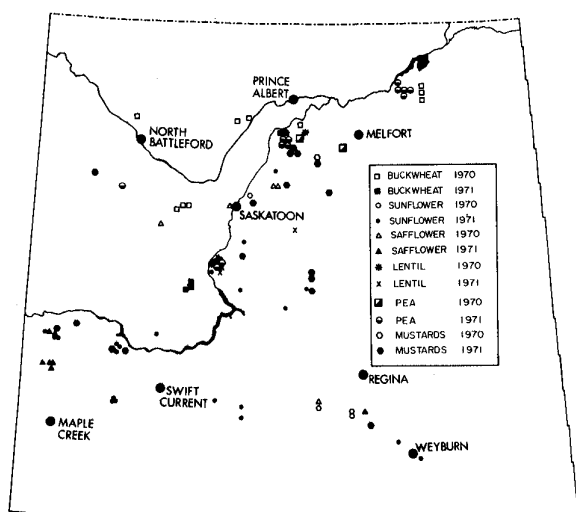 PRINCE
ALBERT
NORTH
BATTLEFORD
MELFORT
SASKATOON
BUCKWHEAT 1970
BUCKWHEAT 1971
SUNFLOWER 1970
SUNFLOWER 1971
SAFFLOWER 1970
SAFFLOWER 1971
LENTIL 1970
LENTIL 1971
PEA 1970
PEA 1971
MUSTARDS 1970
MUSTARDS 1971
REGINA
SWIFT
CURRENT
MAPLE
CREEK
WEYBURN